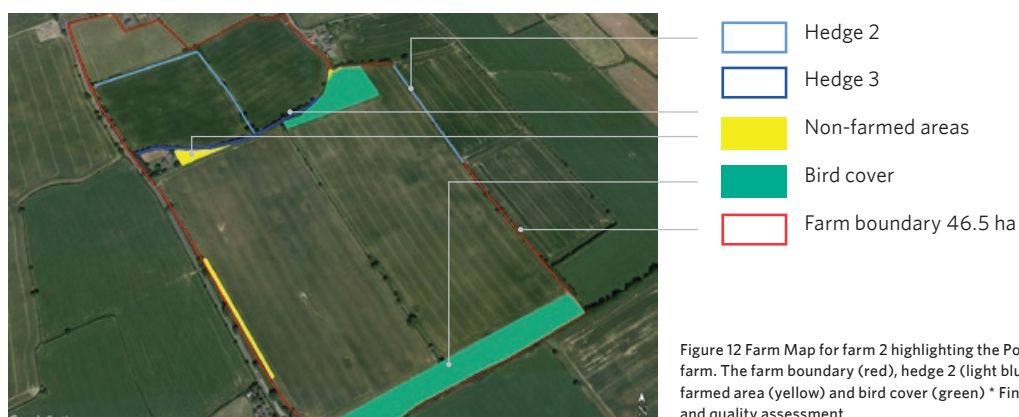 Hedge 2
Hedge 3
Non-farmed areas
Bird cover
Farm boundary 46.5 ha
N
Figure 12 Farm Map for farm 2 highlighting the
farm. The farm boundary (red), hedge 2 (light
farmed area (yellow) and bird cover (green) *
and quality assessment